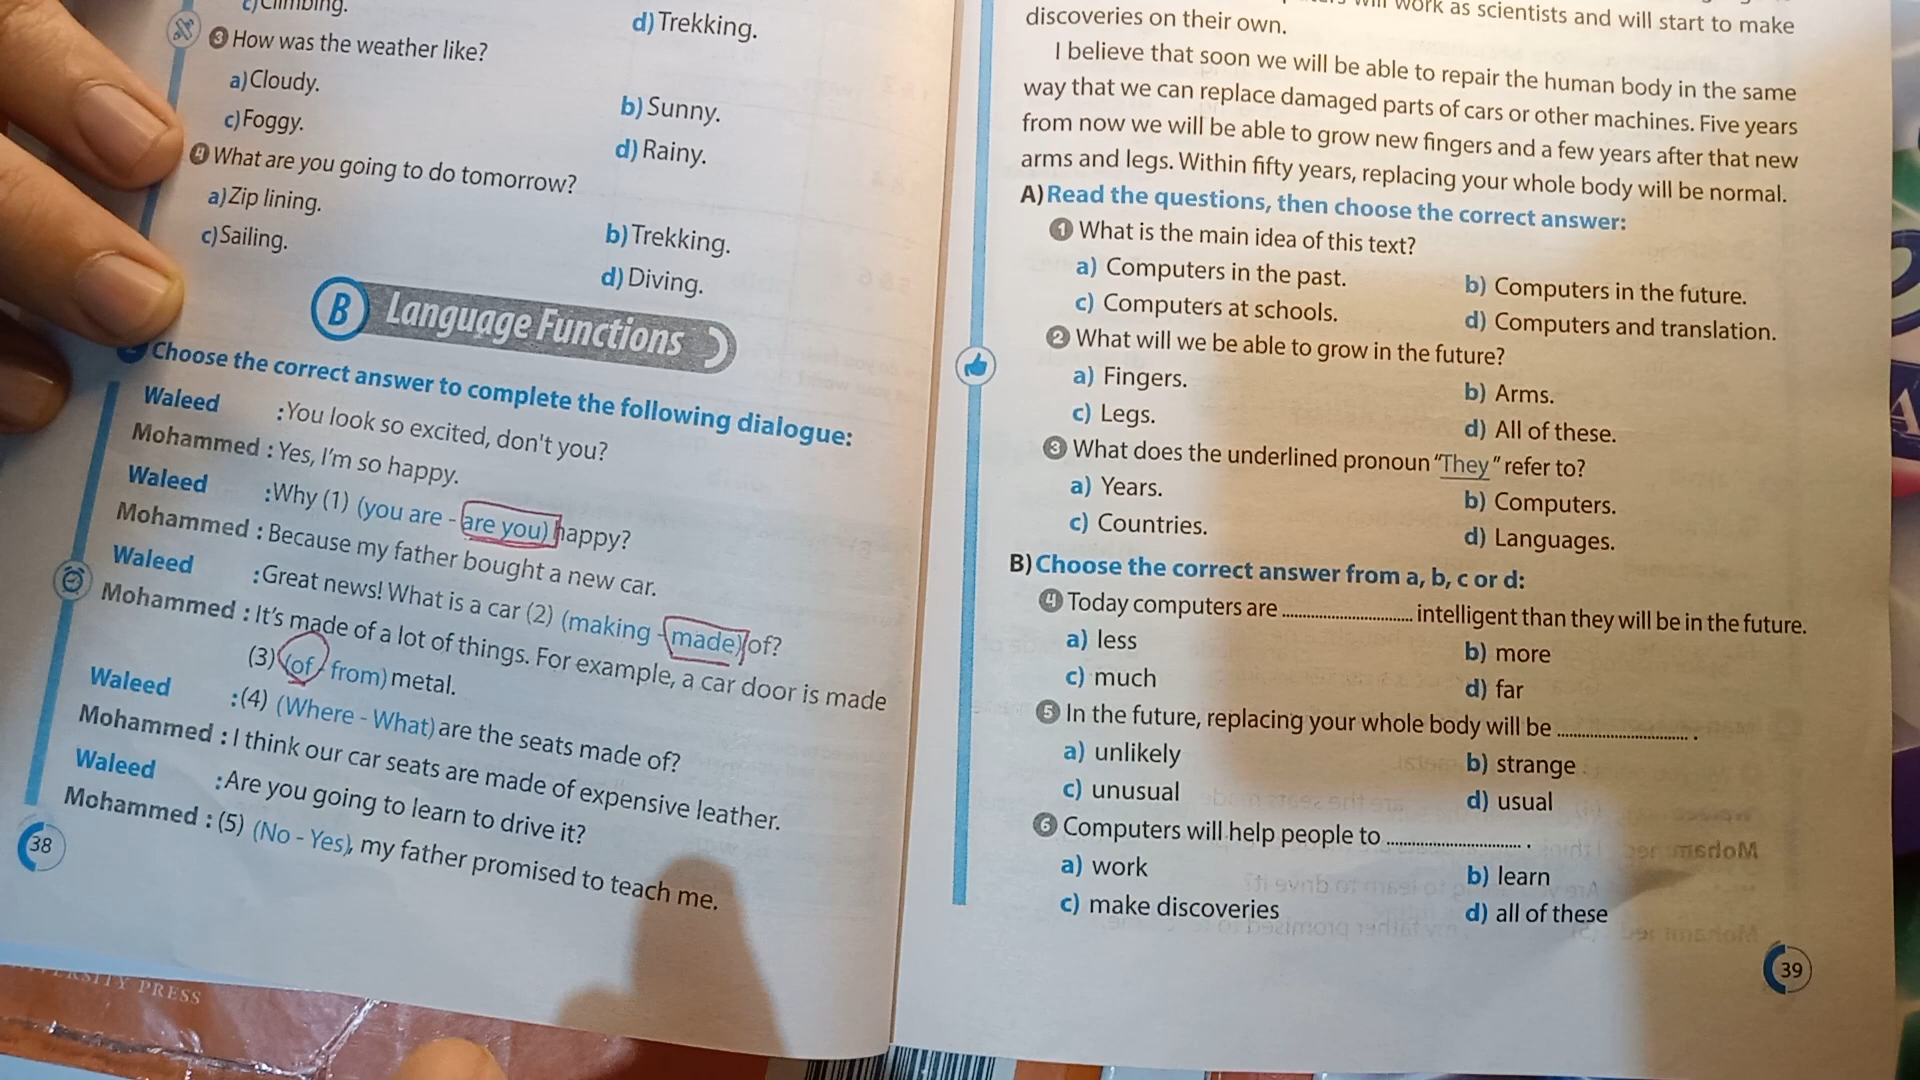 c) Climbing.
d) Trekking.
3 How was the weather like?
a) Cloudy.
b) Sunny.
c) Foggy.
d) Rainy.
4 What are you going to do tomorrow?
a) Zip lining.
b) Trekking.
c) Sailing.
d) Diving.
B Language Functions
Choose the correct answer to complete the following dialogue:
Waleed : You look so excited, don't you?
Mohammed : Yes, I'm so happy.
Waleed : Why (1) (you are - are you) happy?
Mohammed : Because my father bought a new car.
Waleed : Great news! What is a car (2) (making - made) of?
Mohammed : It's made of a lot of things. For example, a car door is made
(3) (of - from) metal.
Waleed : (4) (Where - What) are the seats made of?
Mohammed : I think our car seats are made of expensive leather.
Waleed : Are you going to learn to drive it?
Mohammed : (5) (No - Yes), my father promised to teach me.
38
PRESS
will work as scientists and will start to make
discoveries on their own.
I believe that soon we will be able to repair the human body in the same
way that we can replace damaged parts of cars or other machines. Five years
from now we will be able to grow new fingers and a few years after that new
arms and legs. Within fifty years, replacing your whole body will be normal.
A) Read the questions, then choose the correct answer:
1 What is the main idea of this text?
a) Computers in the past.
b) Computers in the future.
c) Computers at schools.
d) Computers and translation.
2 What will we be able to grow in the future?
a) Fingers.
b) Arms.
c) Legs.
d) All of these.
3 What does the underlined pronoun "They" refer to?
a) Years.
b) Computers.
c) Countries.
d) Languages.
B) Choose the correct answer from a, b, c or d:
4 Today computers are .................... intelligent than they will be in the future.
a) less
b) more
c) much
d) far
5 In the future, replacing your whole body will be .................... .
a) unlikely
b) strange
c) unusual
d) usual
6 Computers will help people to .................... .
a) work
b) learn
c) make discoveries
d) all of these
39